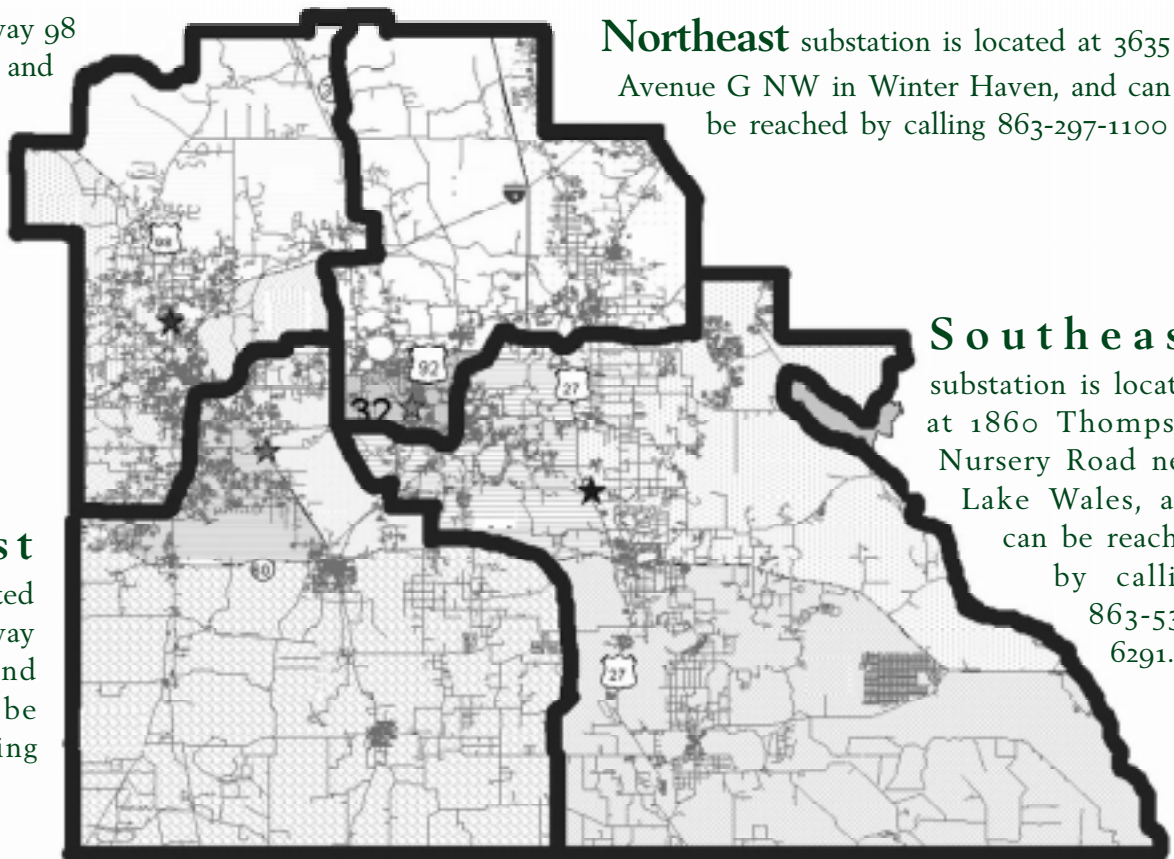 way 98
and
Northeast substation is located at 3635
Avenue G NW in Winter Haven, and can
be reached by calling 863-297-1100
Southeas
substation is locat
at 1860 Thomps
Nursery Road ne
Lake Wales, a
can be reach
by calli
863-53
6291.
st
ted
way
nd
be
ing
98
92
27
32
60
27